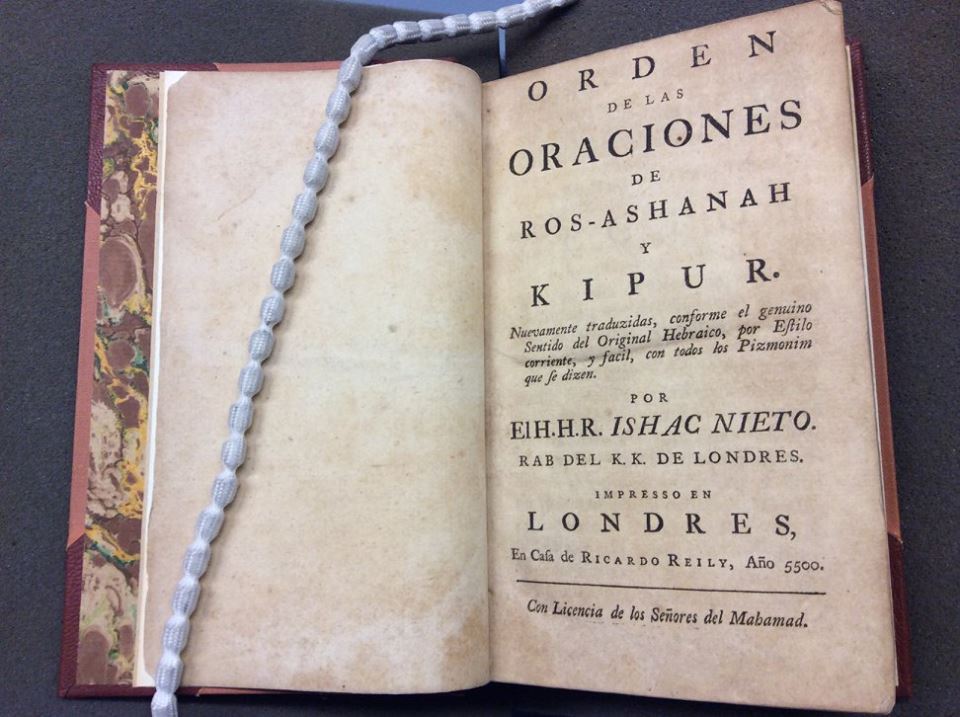 ORDEN
DE LAS
ORACIONES
DE
ROS-ASHANAH
Y
KIPUR.
Nuevamente traduzidas, conforme el genuino
Sentido del Original Hebraico, por Eſtilo
corriente, y facil, con todos los Pizmonim
que ſe dizen.
POR
El H.H.R. ISHAC NIETO.
RAB DEL K.K. DE LONDRES.
IMPRESSO EN
LONDRES,
En Caſa de RICARDO REILY, Año 5500.
Con Licencia de los Señores del Mahamad.